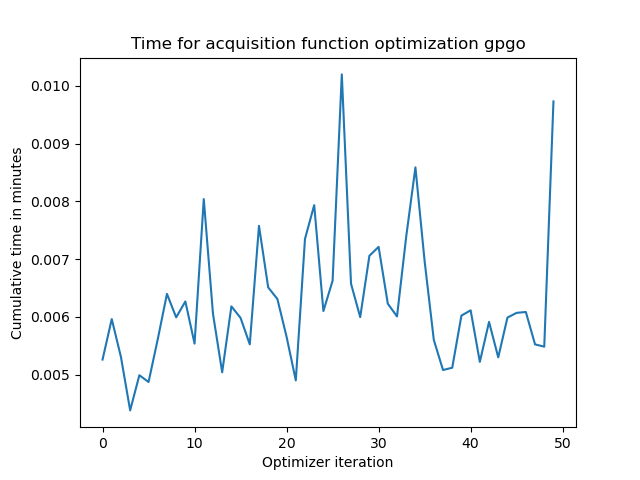 Time for acquisition function optimization gpgo
Cumulative time in minutes
0.010
0.009
0.008
0.007
0.006
0.005
0 10 20 30 40 50
Optimizer iteration